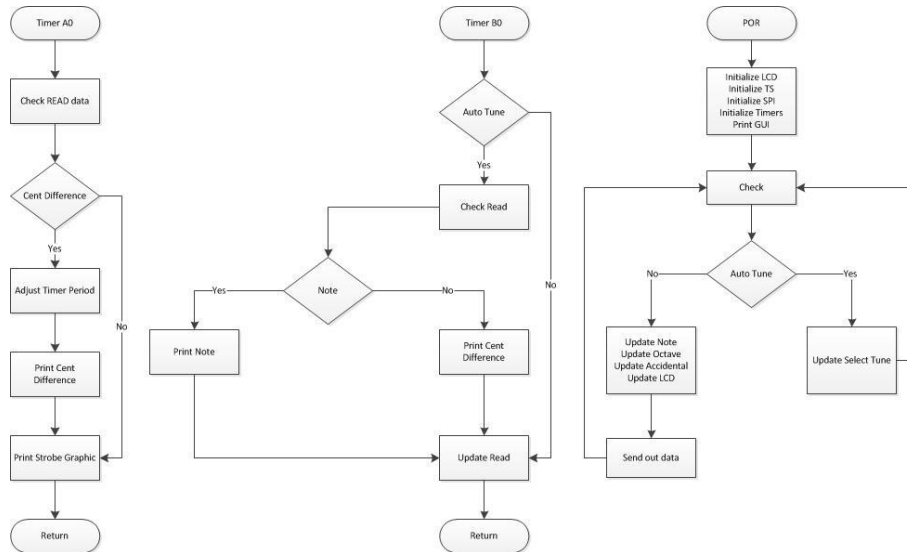 Timer A0
Check READ data
Cent Difference
Yes
No
Adjust Timer Period
Print Cent
Difference
Print Strobe Graphic
Return
Timer B0
Auto Tune
Yes
No
Check Read
Note
Yes
No
Print Note
Print Cent
Difference
Update Read
Return
POR
Initialize LCD
Initialize TS
Initialize SPI
Initialize Timers
Print GUI
Check
Auto Tune
No
Yes
Update Note
Update Octave
Update Accidental
Update LCD
Update Select Tune
Send out data